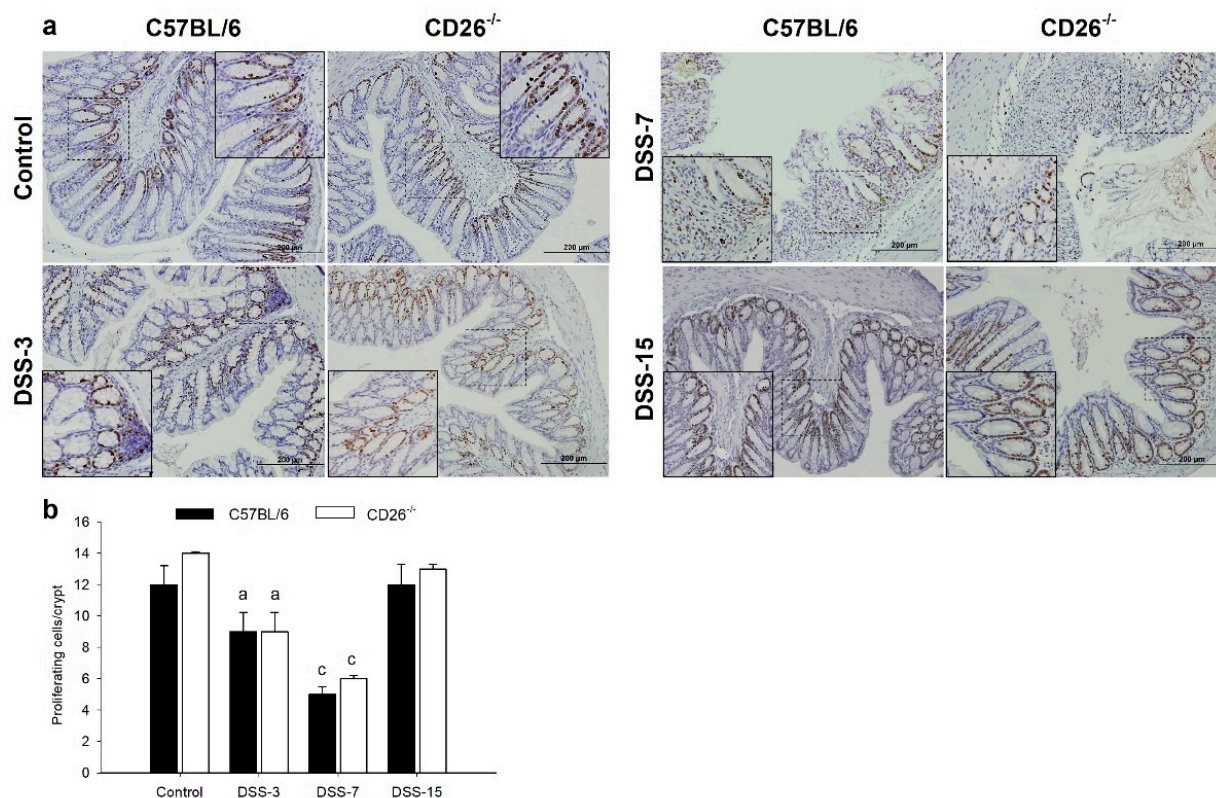 a
C57BL/6
CD26-/-
C57BL/6
CD26-/-
Control
200 µm
200 µm
DSS-7
200 µm
200 µm
DSS-3
200 µm
200 µm
DSS-15
200 µm
200 µm
b
C57BL/6
CD26-/-
Proliferating cells/crypt
16
14
12
10
8
6
4
2
0
a
a
c
c
Control
DSS-3
DSS-7
DSS-15